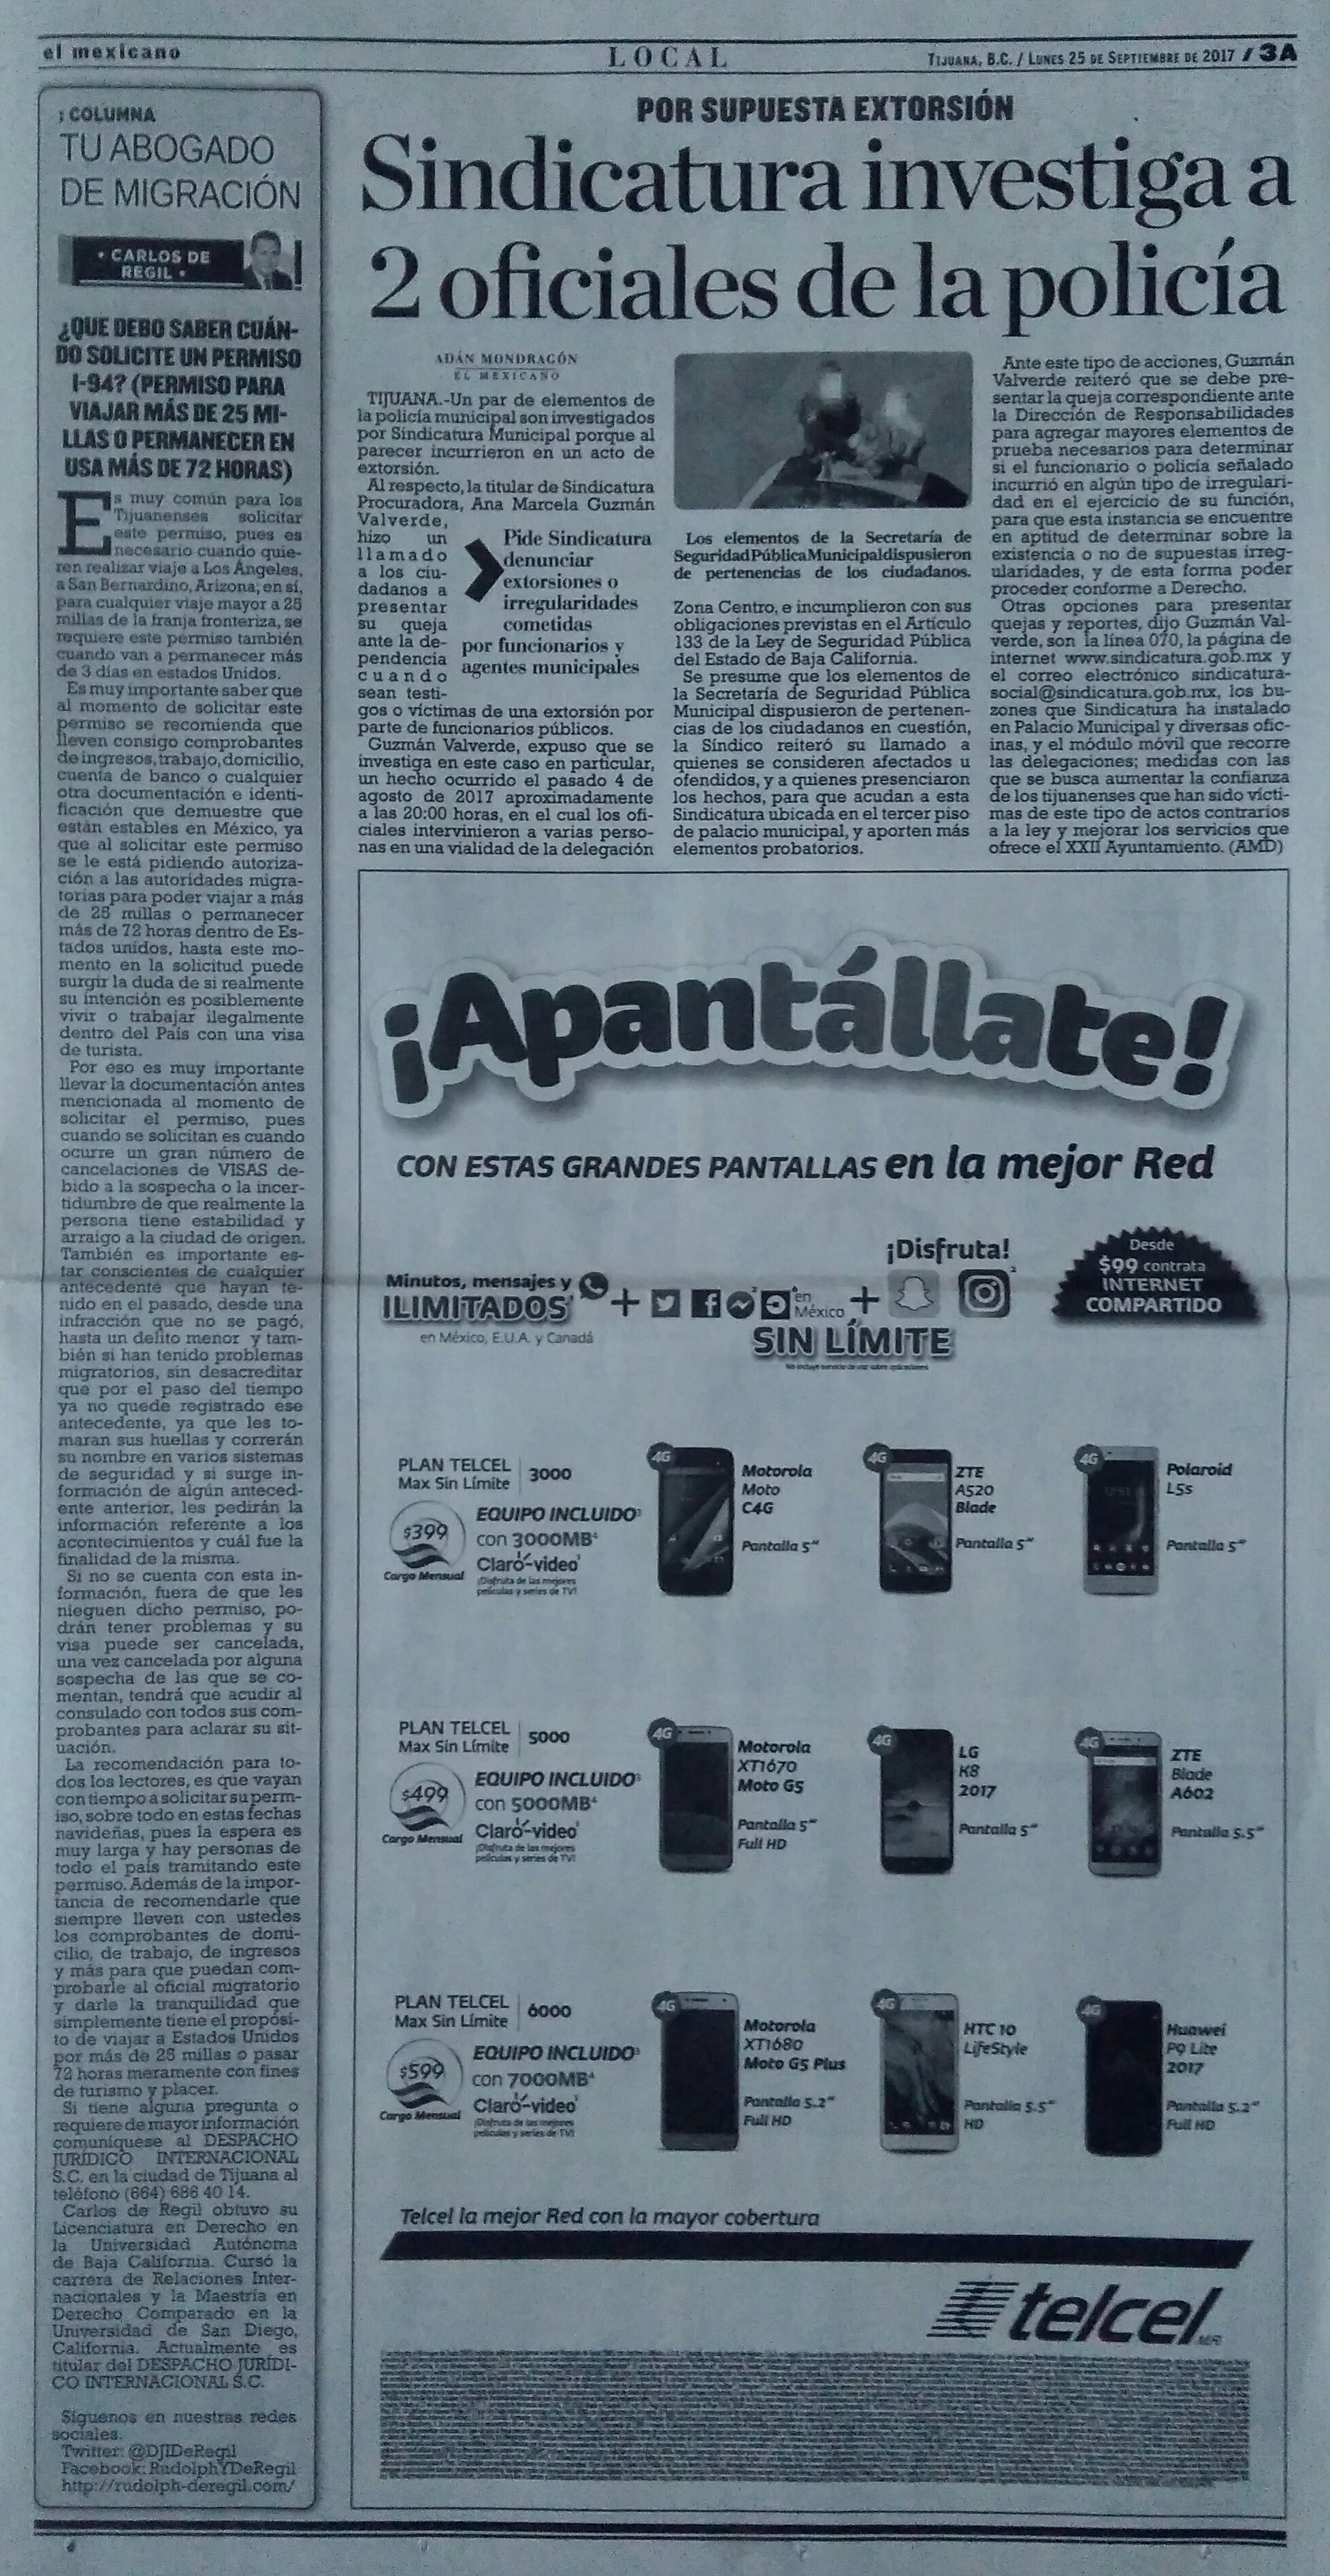 el mexicano
LOCAL
TIJUANA, B.C. / LUNES 25 DE SEPTIEMBRE DE 2017 / 3A
COLUMNA
TU ABOGADO
DE MIGRACIÓN
• CARLOS DE
REGIL •
¿QUE DEBO SABER CUÁN-
DO SOLICITE UN PERMISO
I-94? (PERMISO PARA
VIAJAR MÁS DE 25 MI-
LLAS O PERMANECER EN
USA MÁS DE 72 HORAS)
Es muy común para los
Tijuanenses solicitar
este permiso, pues es
necesario cuando quie-
ren realizar viaje a Los Ángeles,
a San Bernardino, Arizona; en sí,
para cualquier viaje mayor a 25
millas de la franja fronteriza, se
requiere este permiso también
cuando van a permanecer más
de 3 días en estados Unidos.
Es muy importante saber que
al momento de solicitar este
permiso se recomienda que
lleven consigo comprobantes
de ingresos, trabajo, domicilio,
cuenta de banco o cualquier
otra documentación e identi-
ficación que demuestre que
están estables en México, ya
que al solicitar este permiso
se le está pidiendo autoriza-
ción a las autoridades migra-
torias para poder viajar a más
de 25 millas o permanecer
más de 72 horas dentro de Es-
tados unidos, hasta este mo-
mento en la solicitud puede
surgir la duda de si realmente
su intención es posiblemente
vivir o trabajar ilegalmente
dentro del País con una visa
de turista.
Por eso es muy importante
llevar la documentación antes
mencionada al momento de
solicitar el permiso, pues
cuando se solicitan es cuando
ocurre un gran número de
cancelaciones de VISAS de-
bido a la sospecha o la incer-
tidumbre de que realmente la
persona tiene estabilidad y
arraigo a la ciudad de origen.
También es importante es-
tar conscientes de cualquier
antecedente que hayan te-
nido en el pasado, desde una
infracción que no se pagó,
hasta un delito menor y tam-
bién si han tenido problemas
migratorios, sin desacreditar
que por el paso del tiempo
ya no quede registrado ese
antecedente, ya que les to-
maran sus huellas y correrán
su nombre en varios sistemas
de seguridad y si surge in-
formación de algún anteced-
ente anterior, les pedirán la
información referente a los
acontecimientos y cuál fue la
finalidad de la misma.
Si no se cuenta con esta in-
formación, fuera de que les
nieguen dicho permiso, po-
drán tener problemas y su
visa puede ser cancelada,
una vez cancelada por alguna
sospecha de las que se co-
mentan, tendrá que acudir al
consulado con todos sus com-
probantes para aclarar su sit-
uación.
La recomendación para to-
dos los lectores, es que vayan
con tiempo a solicitar su perm-
iso, sobre todo en estas fechas
navideñas, pues la espera es
muy larga y hay personas de
todo el país tramitando este
permiso. Además de la impor-
tancia de recomendarle que
siempre lleven con ustedes
los comprobantes de domi-
cilio, de trabajo, de ingresos
y más para que puedan com-
probarle al oficial migratorio
y darle la tranquilidad que
simplemente tiene el propósi-
to de viajar a Estados Unidos
por más de 25 millas o pasar
72 horas meramente con fines
de turismo y placer.
Si tiene alguna pregunta o
requiere de mayor información
comuníquese al DESPACHO
JURÍDICO INTERNACIONAL
S.C. en la ciudad de Tijuana al
teléfono (664) 686 40 14.
Carlos de Regil obtuvo su
Licenciatura en Derecho en
la Universidad Autónoma
de Baja California. Cursó la
carrera de Relaciones Inter-
nacionales y la Maestría en
Derecho Comparado en la
Universidad de San Diego,
California. Actualmente es
titular del DESPACHO JURÍDI-
CO INTERNACIONAL S.C.
Síguenos en nuestras redes
sociales.
Twitter: @DJIDeRegil
Facebook: RudolphYDeRegil
http://rudolph-deregil.com/
POR SUPUESTA EXTORSIÓN
Sindicatura investiga a
2 oficiales de la policía
ADÁN MONDRAGÓN
EL MEXICANO
TIJUANA.-Un par de elementos de
la policía municipal son investigados
por Sindicatura Municipal porque al
parecer incurrieron en un acto de
extorsión.
Al respecto, la titular de Sindicatura
Procuradora, Ana Marcela Guzmán
Valverde,
hizo un
llamado
a los ciu-
dadanos a
presentar
su queja
ante la de-
pendencia
cuando
sean testi-
gos o víctimas de una extorsión por
parte de funcionarios públicos.
Guzmán Valverde, expuso que se
investiga en este caso en particular,
un hecho ocurrido el pasado 4 de
agosto de 2017 aproximadamente
a las 20:00 horas, en el cual los ofi-
ciales intervinieron a varias perso-
nas en una vialidad de la delegación
Pide Sindicatura
denunciar
extorsiones o
irregularidades
cometidas
por funcionarios y
agentes municipales
Los elementos de la Secretaría de
Seguridad Pública Municipal dispusieron
de pertenencias de los ciudadanos.
Zona Centro, e incumplieron con sus
obligaciones previstas en el Artículo
133 de la Ley de Seguridad Pública
del Estado de Baja California.
Se presume que los elementos de
la Secretaría de Seguridad Pública
Municipal dispusieron de pertenen-
cias de los ciudadanos en cuestión,
la Síndico reiteró su llamado a
quienes se consideren afectados u
ofendidos, y a quienes presenciaron
los hechos, para que acudan a esta
Sindicatura ubicada en el tercer piso
de palacio municipal, y aporten más
elementos probatorios.
Ante este tipo de acciones, Guzmán
Valverde reiteró que se debe pre-
sentar la queja correspondiente ante
la Dirección de Responsabilidades
para agregar mayores elementos de
prueba necesarios para determinar
si el funcionario o policía señalado
incurrió en algún tipo de irregulari-
dad en el ejercicio de su función,
para que esta instancia se encuentre
en aptitud de determinar sobre la
existencia o no de supuestas irreg-
ularidades, y de esta forma poder
proceder conforme a Derecho.
Otras opciones para presentar
quejas y reportes, dijo Guzmán Val-
verde, son la línea 070, la página de
internet www.sindicatura.gob.mx y
el correo electrónico sindicatura-
social@sindicatura.gob.mx, los bu-
zones que Sindicatura ha instalado
en Palacio Municipal y diversas ofic-
inas, y el módulo móvil que recorre
las delegaciones; medidas con las
que se busca aumentar la confianza
de los tijuanenses que han sido vícti-
mas de este tipo de actos contrarios
a la ley y mejorar los servicios que
ofrece el XXII Ayuntamiento. (AMD)
¡Apantállate!
CON ESTAS GRANDES PANTALLAS en la mejor Red
Minutos, mensajes y
ILIMITADOS¹
en México, E.U.A. y Canadá
+
en
México
+
¡Disfruta!
SIN LÍMITE
No incluye servicio de voz sobre aplicaciones
Desde
$99 contrata
INTERNET
COMPARTIDO
PLAN TELCEL
Max Sin Límite 3000
$399
Cargo Mensual
EQUIPO INCLUIDO³
con 3000MB⁴
Claro-video
¡Disfruta de las mejores
películas y series de TV!
4G
Motorola
Moto
C4G
Pantalla 5"
4G
ZTE
A520
Blade
Pantalla 5"
4G
Polaroid
L5s
Pantalla 5"
PLAN TELCEL
Max Sin Límite 5000
$499
Cargo Mensual
EQUIPO INCLUIDO³
con 5000MB⁴
Claro-video
¡Disfruta de las mejores
películas y series de TV!
4G
Motorola
XT1670
Moto G5
Pantalla 5"
Full HD
4G
LG
K8
2017
Pantalla 5"
4G
ZTE
Blade
A602
Pantalla 5.5"
PLAN TELCEL
Max Sin Límite 6000
$599
Cargo Mensual
EQUIPO INCLUIDO³
con 7000MB⁴
Claro-video
¡Disfruta de las mejores
películas y series de TV!
4G
Motorola
XT1680
Moto G5 Plus
Pantalla 5.2"
Full HD
4G
HTC 10
LifeStyle
Pantalla 5.5"
HD
4G
Huawei
P9 Lite
2017
Pantalla 5.2"
Full HD
Telcel la mejor Red con la mayor cobertura
telcel